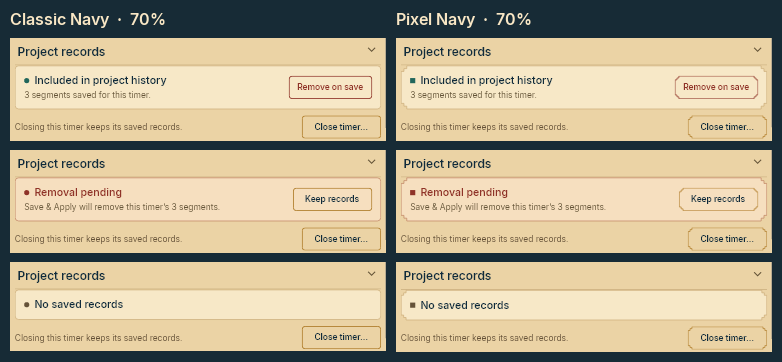 Classic Navy · 70%
Project records
Included in project history
3 segments saved for this timer.
Remove on save
Closing this timer keeps its saved records.
Close timer...
Project records
Removal pending
Save & Apply will remove this timer's 3 segments.
Keep records
Closing this timer keeps its saved records.
Close timer...
Project records
No saved records
Closing this timer keeps its saved records.
Close timer...
Pixel Navy · 70%
Project records
Included in project history
3 segments saved for this timer.
Remove on save
Closing this timer keeps its saved records.
Close timer...
Project records
Removal pending
Save & Apply will remove this timer's 3 segments.
Keep records
Closing this timer keeps its saved records.
Close timer...
Project records
No saved records
Closing this timer keeps its saved records.
Close timer...